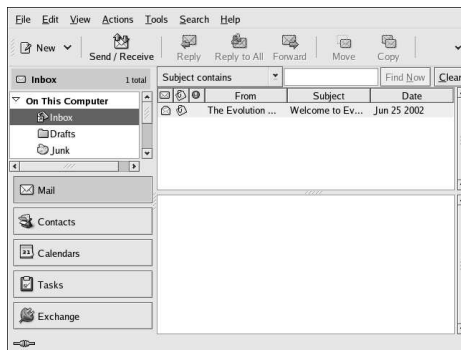 File Edit View Actions Tools Search Help
New Send / Receive Reply Reply to All Forward Move Copy
Inbox 1 total Subject contains Find Now Clear
From Subject Date
On This Computer
The Evolution ... Welcome to Ev... Jun 25 2002
Inbox
Drafts
Junk
Mail
Contacts
Calendars
Tasks
Exchange